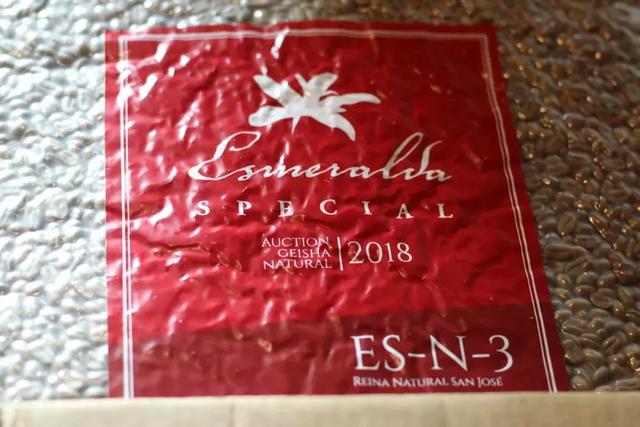 Esmeralda
SPECIAL
AUCTION
GEISHA
NATURAL
2018
ES-N-3
REINA NATURAL SAN JOSÉ